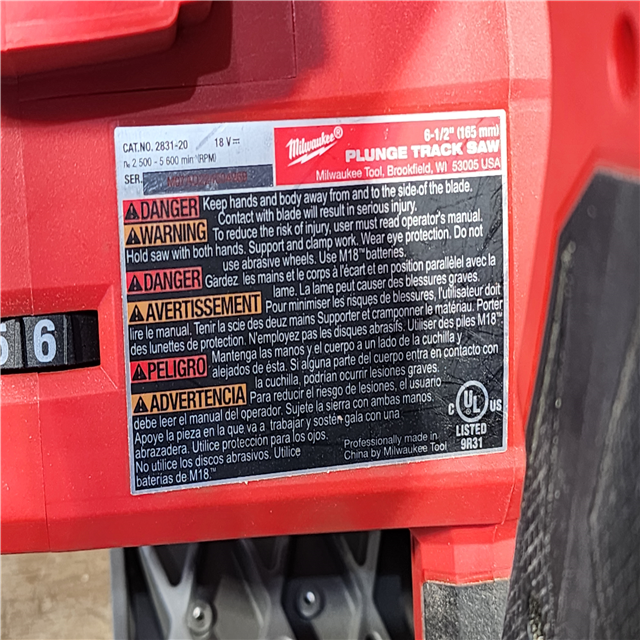 CAT.NO. 2831-20 18 V⎓
n₀ 2 500 - 5 600 min⁻¹(RPM)
SER.
Milwaukee®
6-1/2" (165 mm)
PLUNGE TRACK SAW
Milwaukee Tool, Brookfield, WI 53005 USA
DANGER Keep hands and body away from and to the side of the blade.
Contact with blade will result in serious injury.
WARNING To reduce the risk of injury, user must read operator's manual.
Hold saw with both hands. Support and clamp work. Wear eye protection. Do not
use abrasive wheels. Use M18™batteries.
DANGER Gardez les mains et le corps à l'écart et en position parallélel avec la
lame. La lame peut causer des blessures graves.
AVERTISSEMENT Pour minimiser les risques de blessures, l'utilisateur doit
lire le manuel. Tenir la scie des deux mains Supporter et cramponner le matériau. Porter
des lunettes de protection. N'employez pas les disques abrasifs. Utiliser des piles M18™
PELIGRO Mantenga las manos y el cuerpo a un lado de la cuchilla y
alejados de ésta. Si alguna parte del cuerpo entra en contacto con
la cuchilla, podrían ocurrir lesiones graves.
ADVERTENCIA Para reducir el riesgo de lesiones, el usuario
debe leer el manual del operador. Sujete la sierra con ambas manos.
Apoye la pieza en la que va a trabajar y sostén gala con una
abrazadera. Utilice protección para los ojos.
No utilice los discos abrasivos. Utilice
baterías de M18.™
Professionally made in
China by Milwaukee Tool
C UL US
LISTED
9R31
5 6